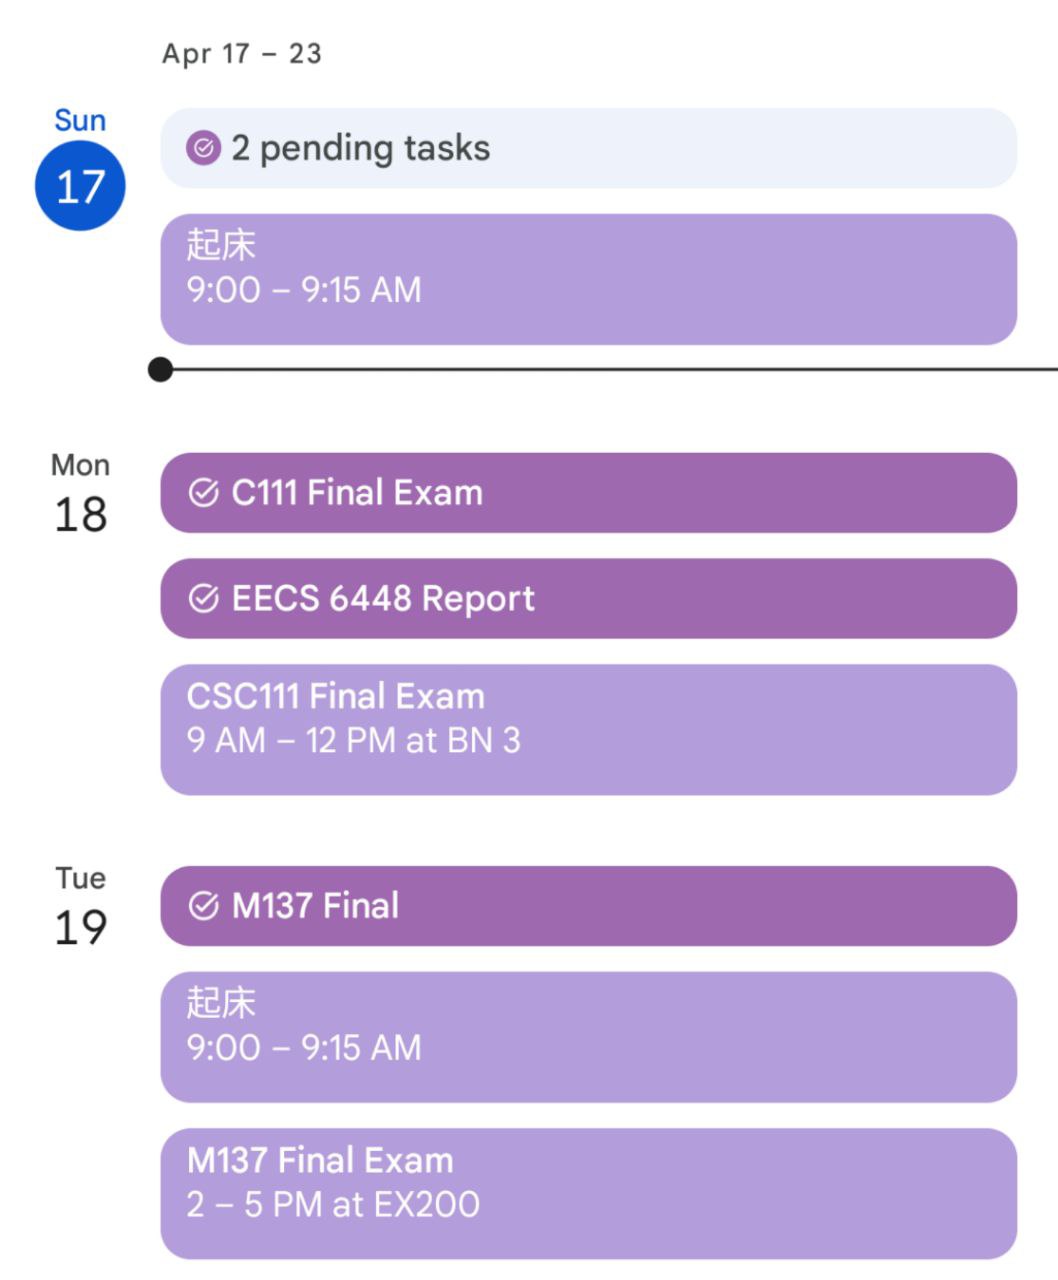 Apr 17 – 23
Sun
17
2 pending tasks
起床
9:00 – 9:15 AM
Mon
18
C111 Final Exam
EECS 6448 Report
CSC111 Final Exam
9 AM – 12 PM at BN 3
Tue
19
M137 Final
起床
9:00 – 9:15 AM
M137 Final Exam
2 – 5 PM at EX200